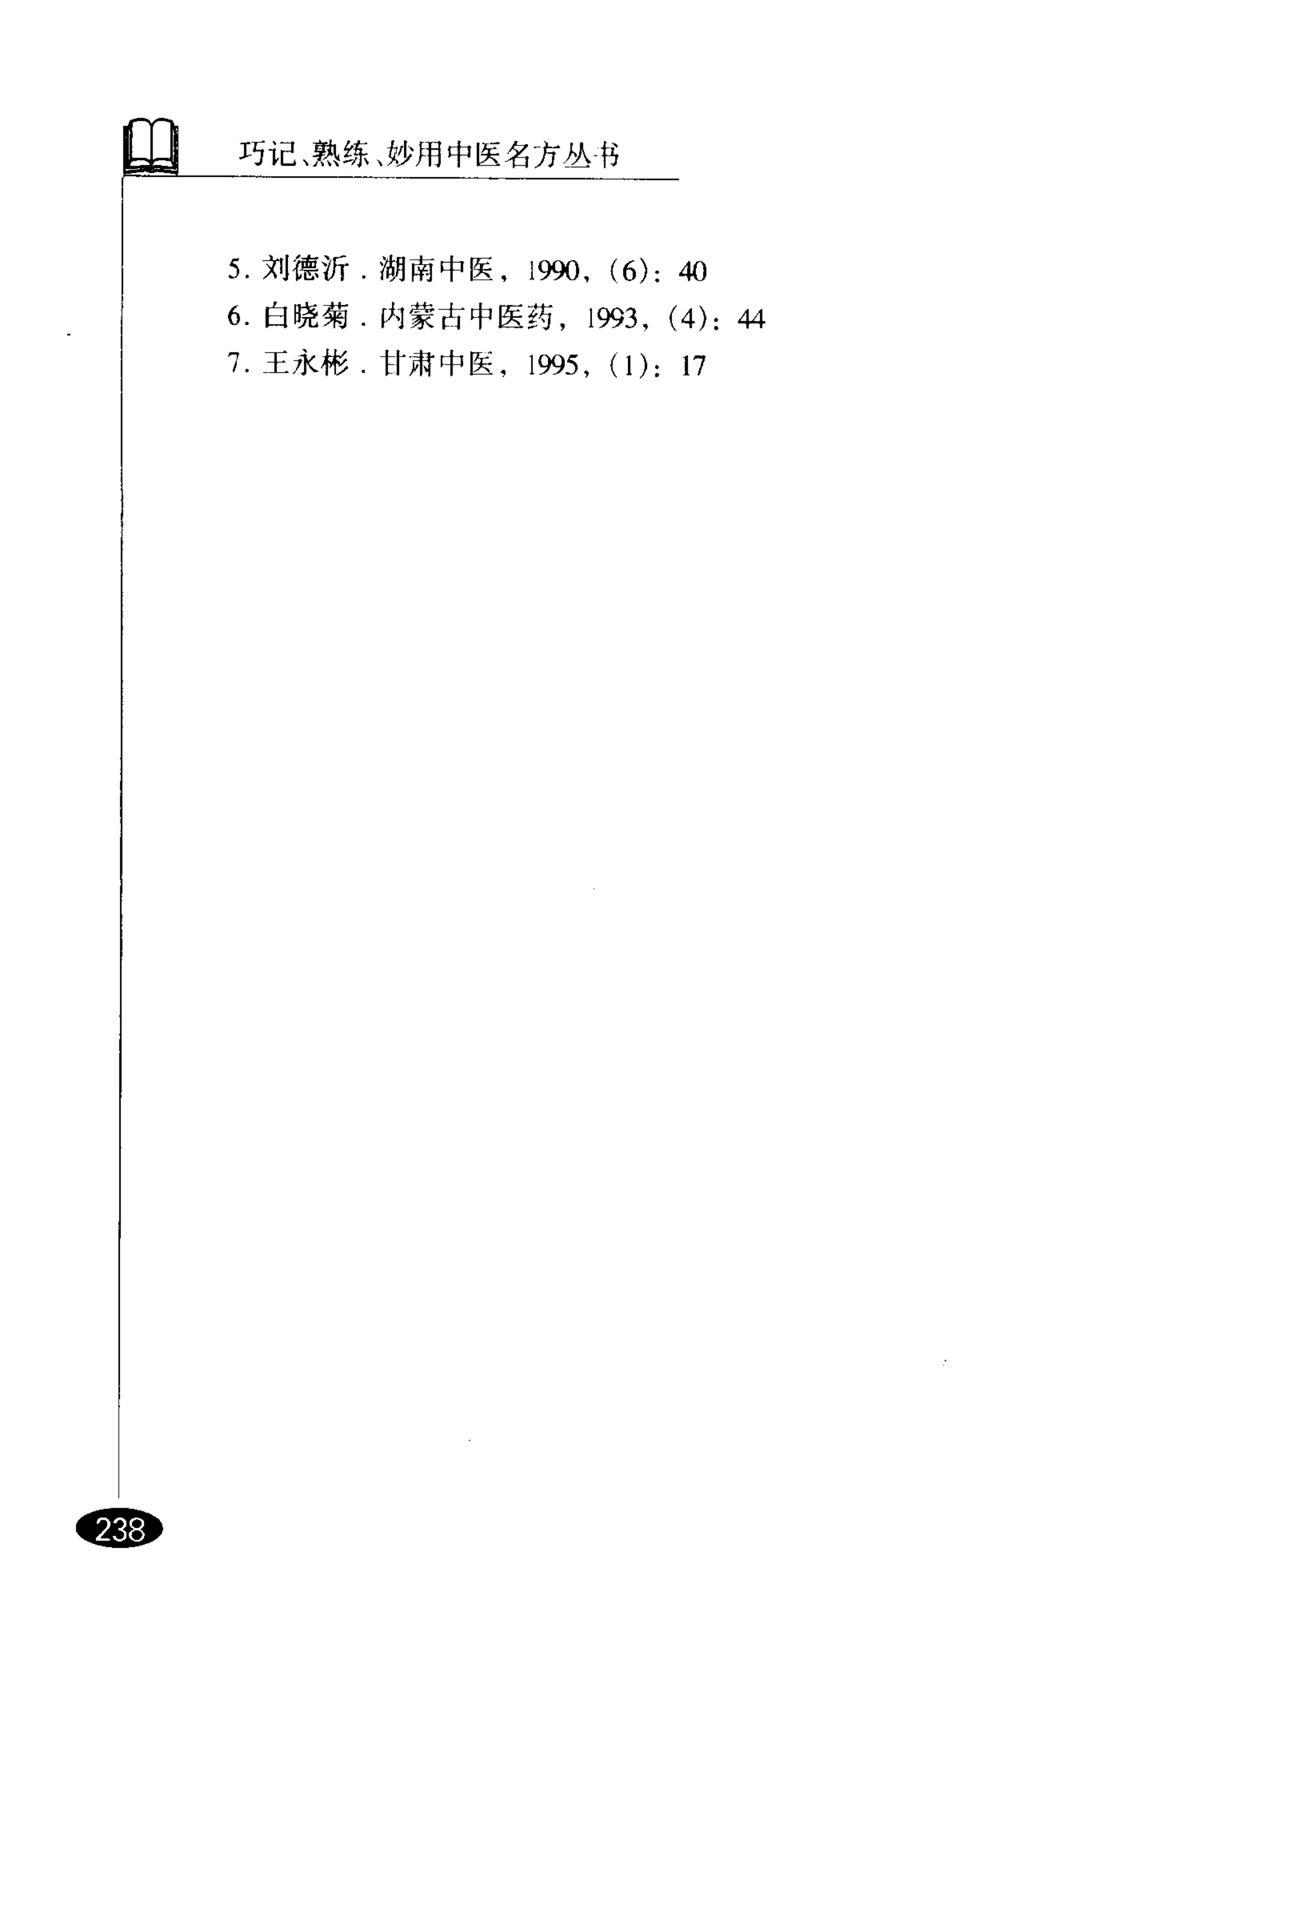 巧记、熟练、妙用中医名方丛书
5. 刘德沂．湖南中医，1990，(6)：40
6. 白晓菊．内蒙古中医药，1993，(4)：44
7. 王永彬．甘肃中医，1995，(1)：17
238